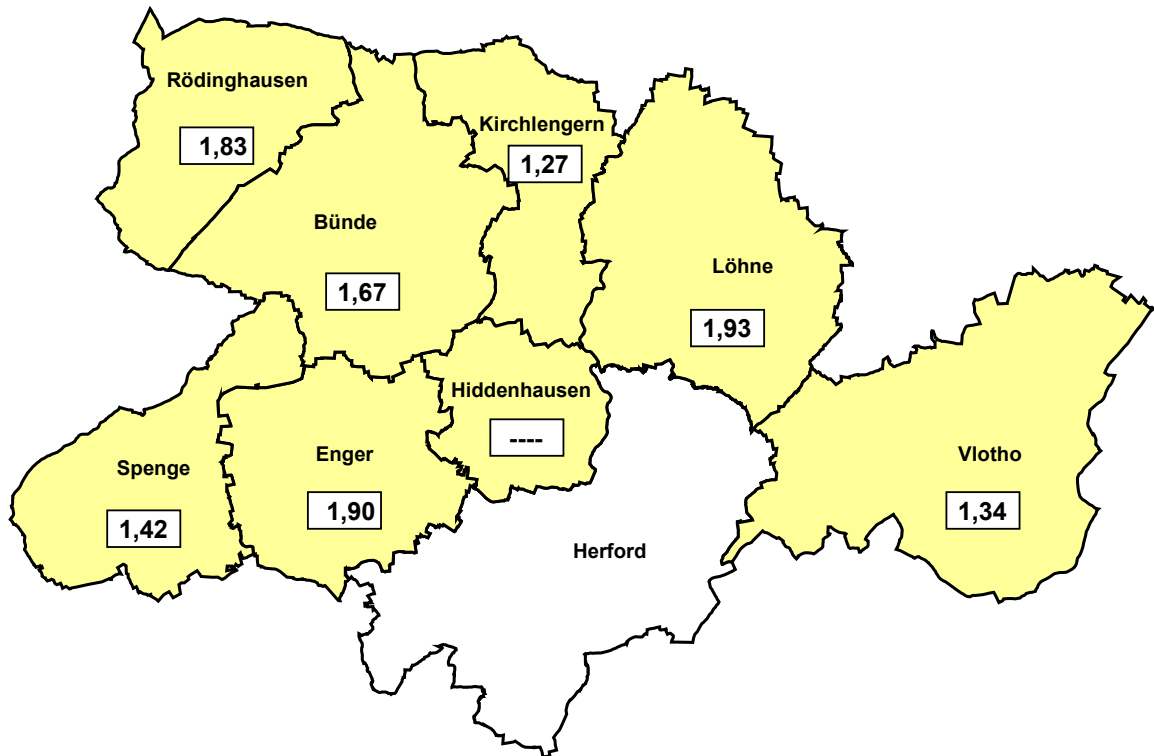 Rödinghausen
1,83
Kirchlengern
1,27
Bünde
1,67
Löhne
1,93
Hiddenhausen
----
Spenge
1,42
Enger
1,90
Vlotho
1,34
Herford